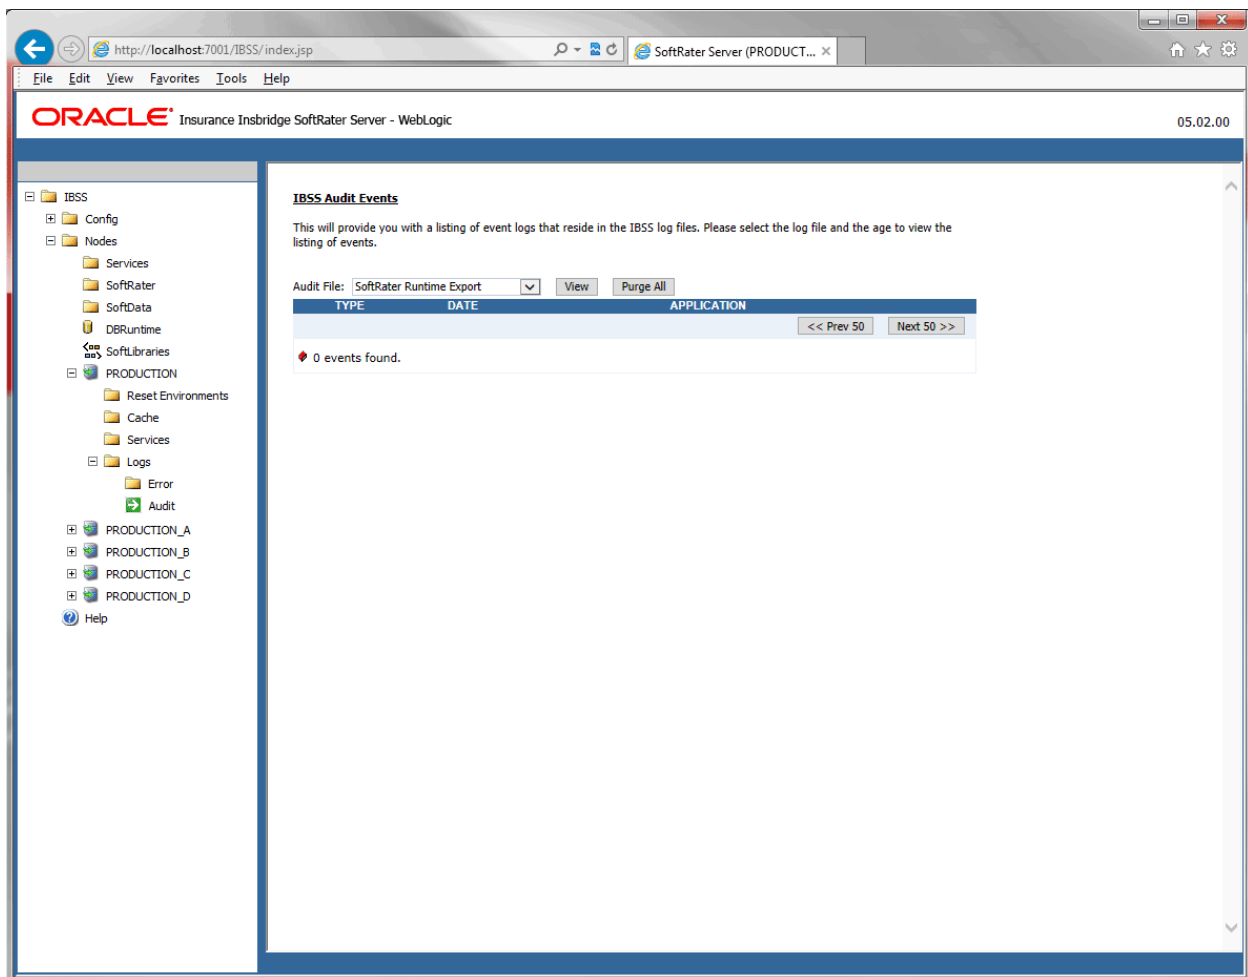 http://localhost:7001/IBSS/index.jsp
SoftRater Server (PRODUCT...
File Edit View Favorites Tools Help
ORACLE Insurance Insbridge SoftRater Server - WebLogic
05.02.00
IBSS
Config
Nodes
Services
SoftRater
SoftData
DBRuntime
SoftLibraries
PRODUCTION
Reset Environments
Cache
Services
Logs
Error
Audit
PRODUCTION_A
PRODUCTION_B
PRODUCTION_C
PRODUCTION_D
Help
IBSS Audit Events
This will provide you with a listing of event logs that reside in the IBSS log files. Please select the log file and the age to view the
listing of events.
Audit File: SoftRater Runtime Export View Purge All
TYPE DATE APPLICATION
<< Prev 50 Next 50 >>
0 events found.